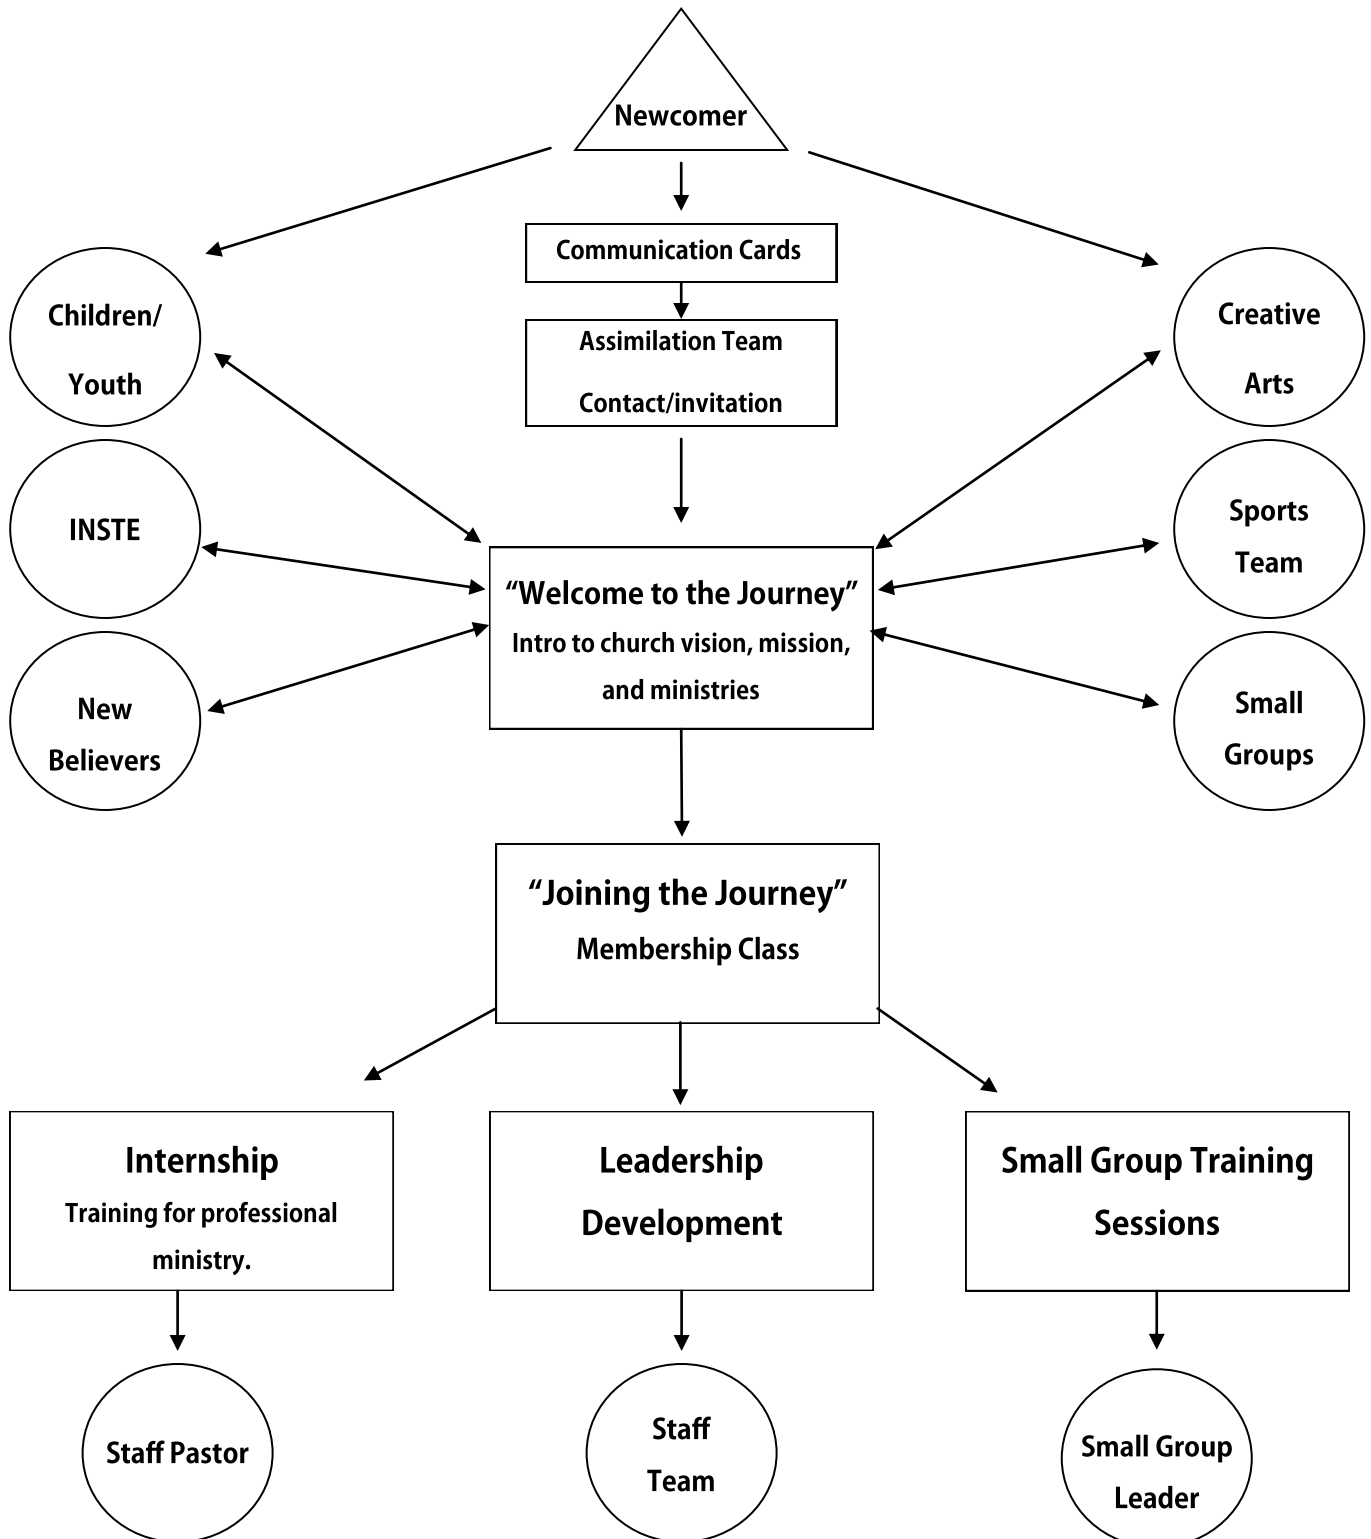 Newcomer
Communication Cards
Assimilation Team
Contact/invitation
Children/
Youth
Creative
Arts
INSTE
Sports
Team
“Welcome to the Journey”
Intro to church vision, mission,
and ministries
New
Believers
Small
Groups
“Joining the Journey”
Membership Class
Internship
Training for professional
ministry.
Leadership
Development
Small Group Training
Sessions
Staff Pastor
Staff
Team
Small Group
Leader